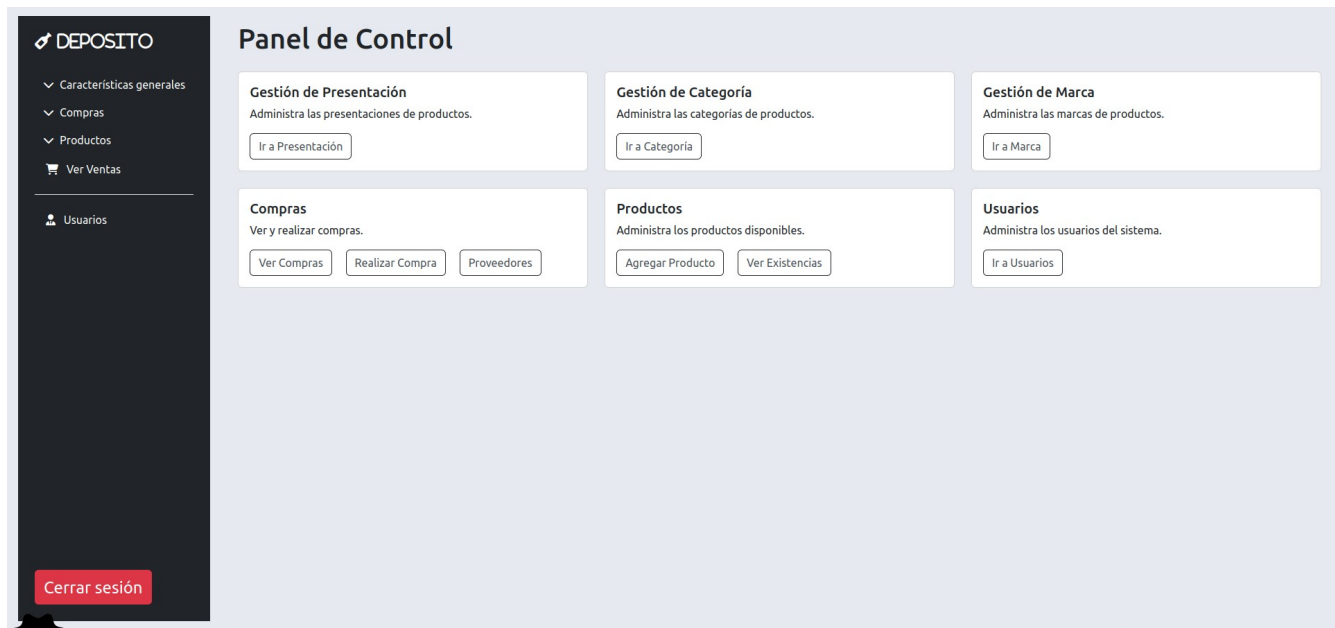 DEPOSITO
Características generales
Compras
Productos
Ver Ventas
Usuarios
Cerrar sesión
Panel de Control
Gestión de Presentación
Administra las presentaciones de productos.
Ir a Presentación
Gestión de Categoría
Administra las categorías de productos.
Ir a Categoría
Gestión de Marca
Administra las marcas de productos.
Ir a Marca
Compras
Ver y realizar compras.
Ver Compras Realizar Compra Proveedores
Productos
Administra los productos disponibles.
Agregar Producto Ver Existencias
Usuarios
Administra los usuarios del sistema.
Ir a Usuarios